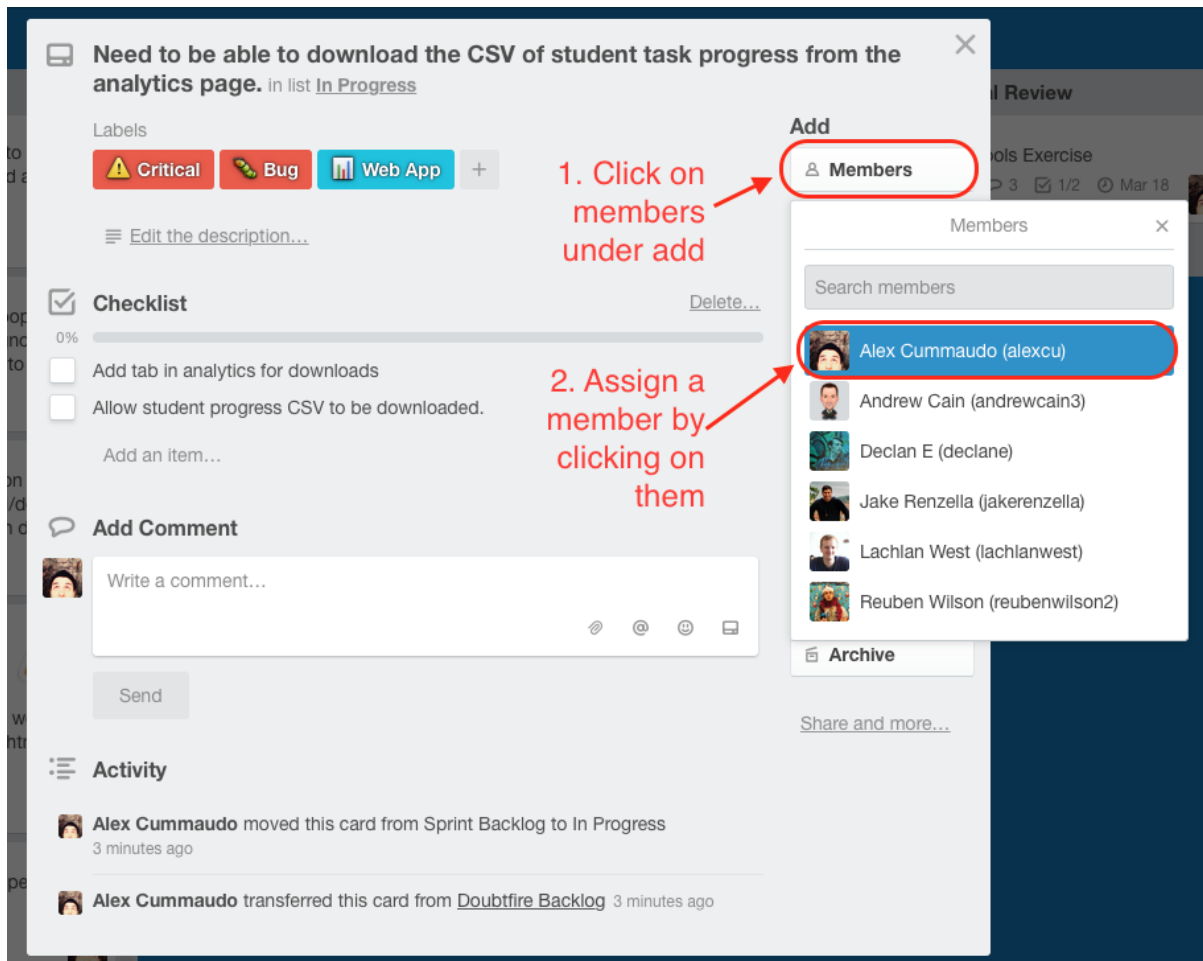 Need to be able to download the CSV of student task progress from the
analytics page. in list In Progress
Labels
Critical
Bug
Web App
+
Edit the description…
Checklist
Delete…
0%
Add tab in analytics for downloads
Allow student progress CSV to be downloaded.
Add an item…
Add Comment
Write a comment…
Send
Activity
Alex Cummaudo moved this card from Sprint Backlog to In Progress
3 minutes ago
Alex Cummaudo transferred this card from Doubtfire Backlog 3 minutes ago
1. Click on
members
under add
2. Assign a
member by
clicking on
them
Add
Members
Members
Search members
Alex Cummaudo (alexcu)
Andrew Cain (andrewcain3)
Declan E (declane)
Jake Renzella (jakerenzella)
Lachlan West (lachlanwest)
Reuben Wilson (reubenwilson2)
Archive
Share and more…
l Review
ools Exercise
3 1/2 Mar 18